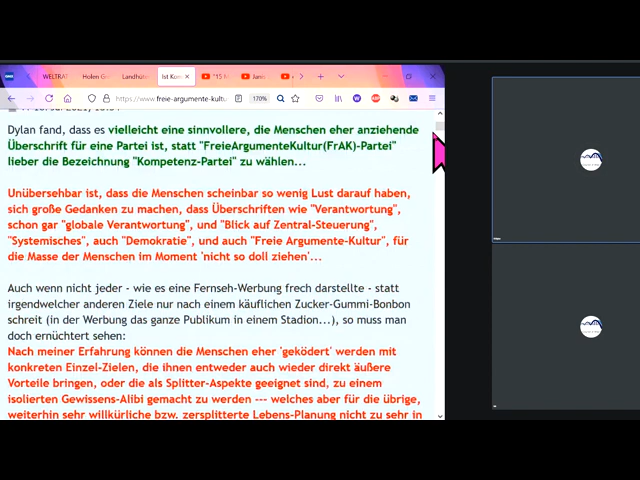 WELTRA
Holen G
Landhäu
Ist Kon
"15 M
Janis
https://www.freie-argumente-kultu
170%
Dylan fand, dass es vielleicht eine sinnvollere, die Menschen eher anziehende
Überschrift für eine Partei ist, statt "FreieArgumenteKultur(FrAK)-Partei"
lieber die Bezeichnung "Kompetenz-Partei" zu wählen...
Unübersehbar ist, dass die Menschen scheinbar so wenig Lust darauf haben,
sich große Gedanken zu machen, dass Überschriften wie "Verantwortung",
schon gar "globale Verantwortung", und "Blick auf Zentral-Steuerung",
"Systemisches", auch "Demokratie", und auch "Freie Argumente-Kultur", für
die Masse der Menschen im Moment 'nicht so doll ziehen'...
Auch wenn nicht jeder - wie es eine Fernseh-Werbung frech darstellte - statt
irgendwelcher anderen Ziele nur nach einem käuflichen Zucker-Gummi-Bonbon
schreit (in der Werbung das ganze Publikum in einem Stadion...), so muss man
doch ernüchtert sehen:
Nach meiner Erfahrung können die Menschen eher 'geködert' werden mit
konkreten Einzel-Zielen, die ihnen entweder auch wieder direkt äußere
Vorteile bringen, oder die als Splitter-Aspekte geeignet sind, zu einem
isolierten Gewissens-Alibi gemacht zu werden --- welches aber für die übrige,
weiterhin sehr willkürliche bzw. zersplitterte Lebens-Planung nicht zu sehr in